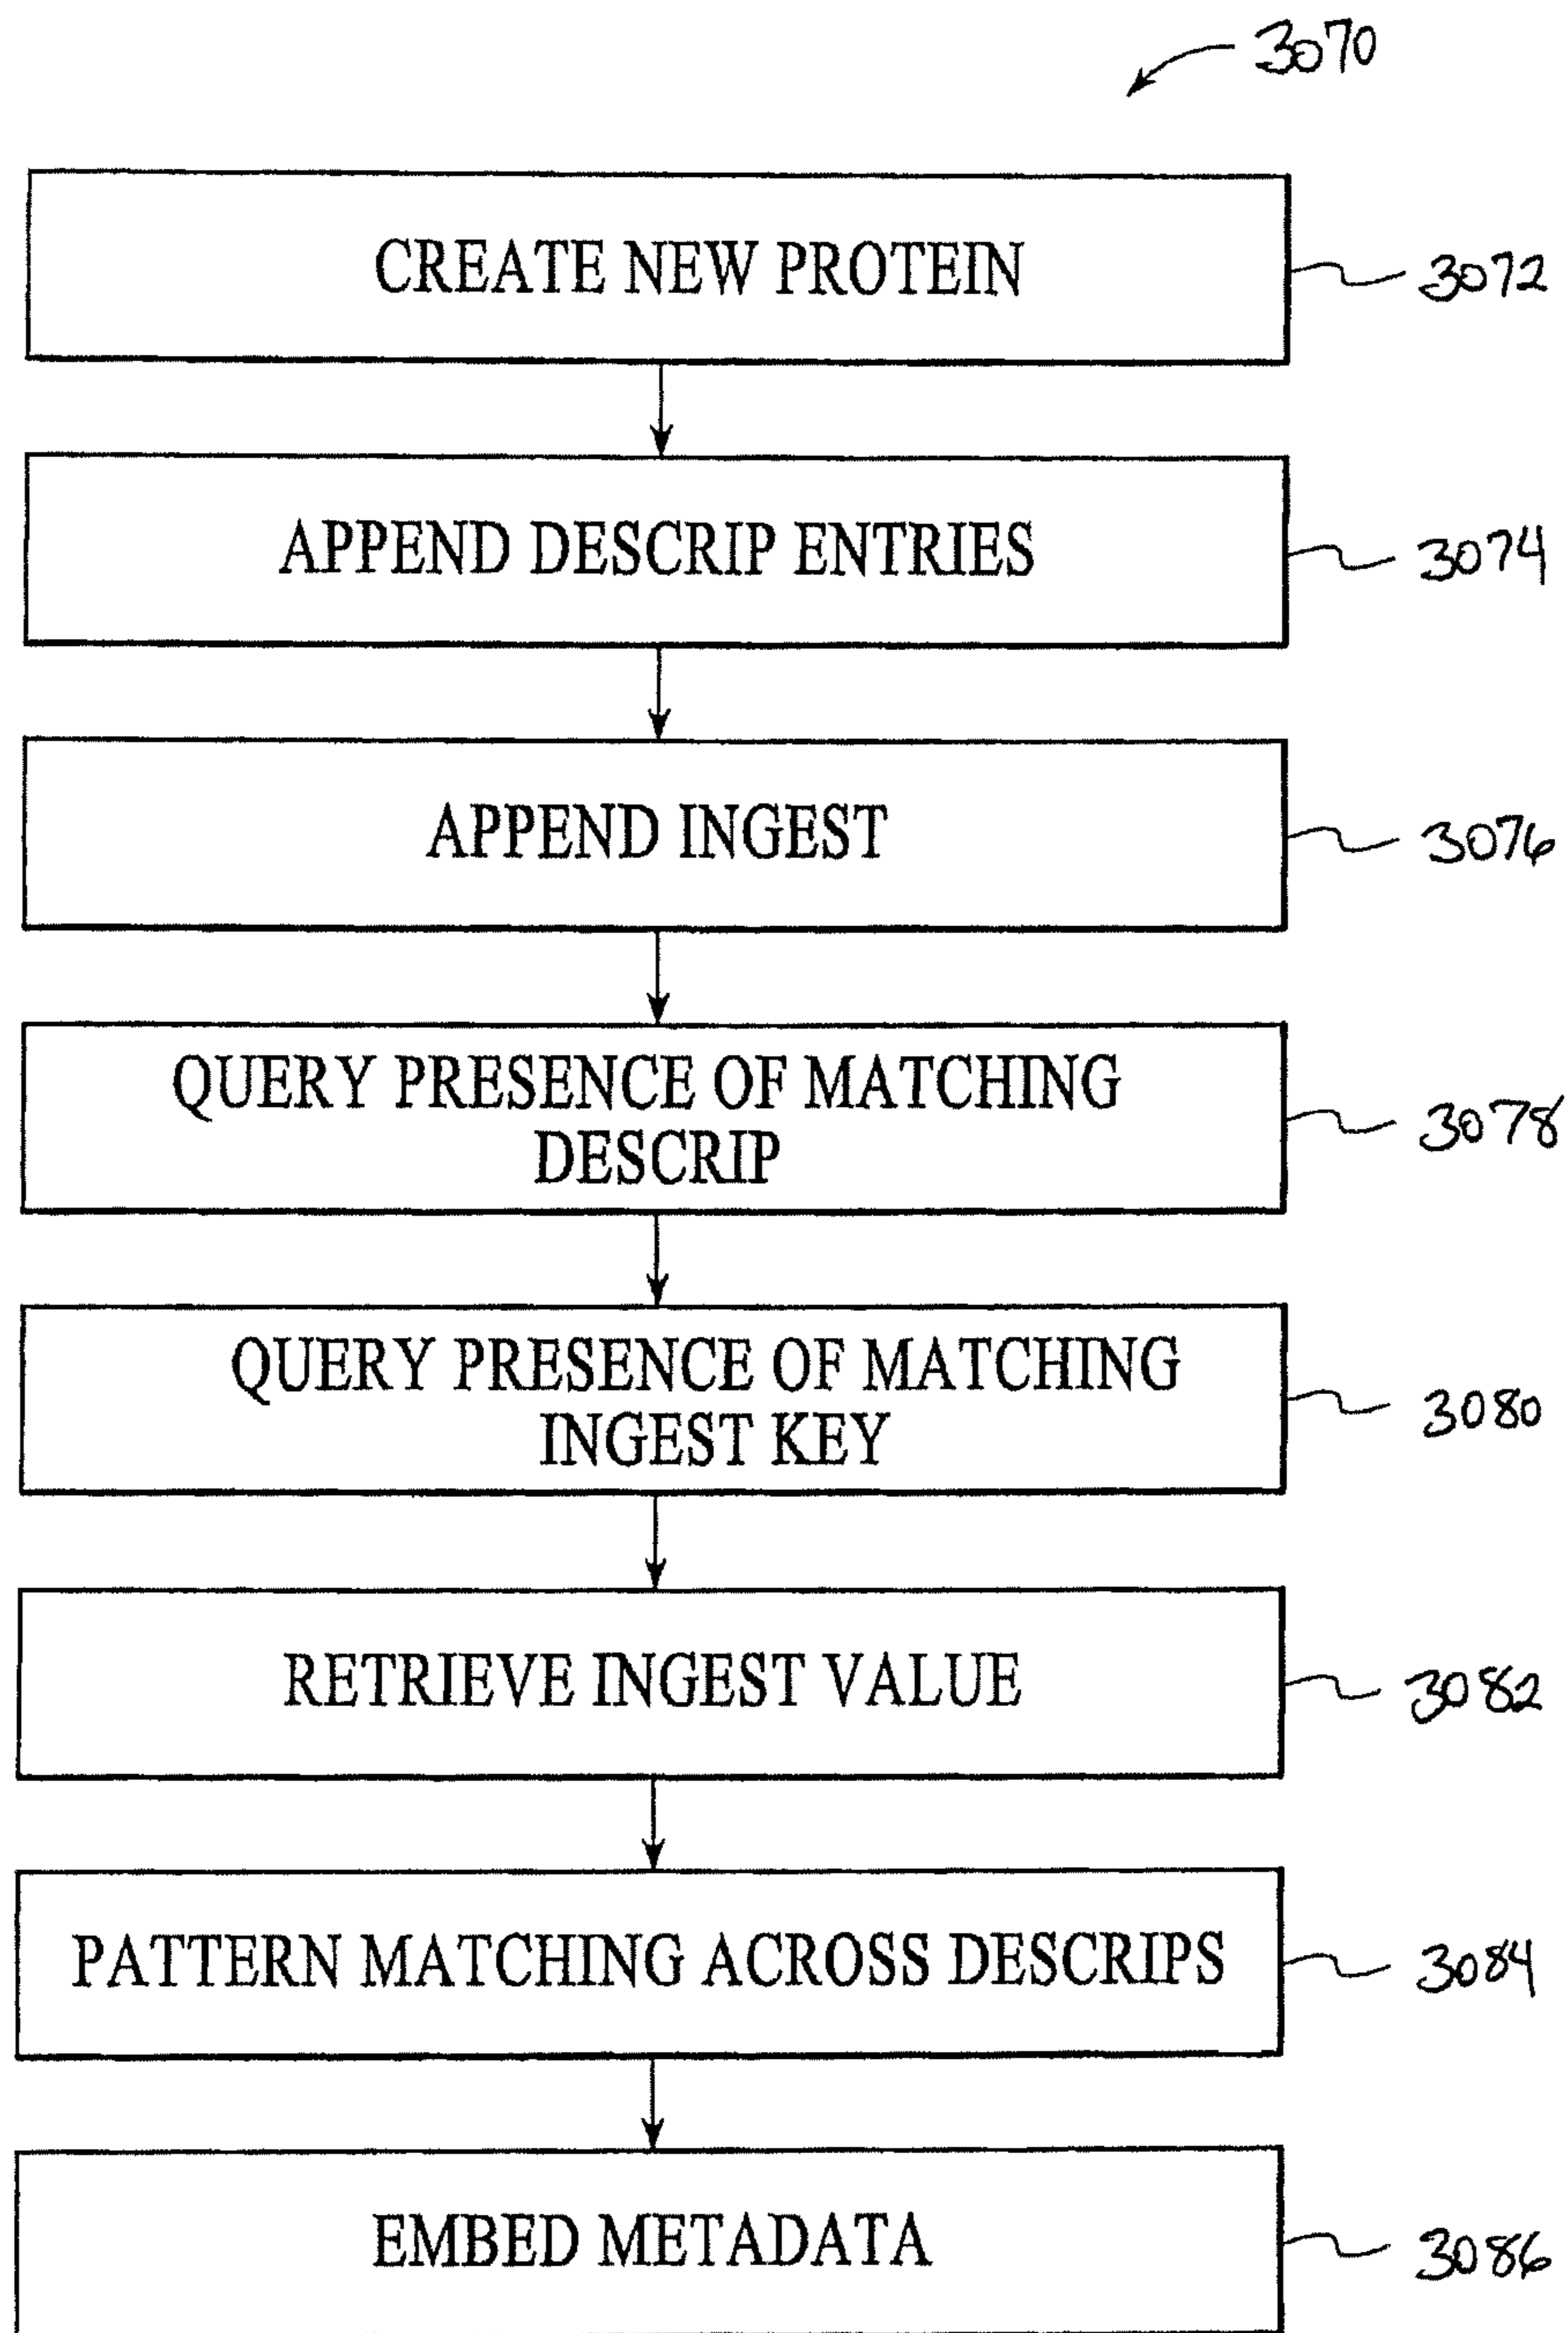 3070
CREATE NEW PROTEIN
3072
APPEND DESCRIP ENTRIES
3074
APPEND INGEST
3076
QUERY PRESENCE OF MATCHING
DESCRIP
3078
QUERY PRESENCE OF MATCHING
INGEST KEY
3080
RETRIEVE INGEST VALUE
3082
PATTERN MATCHING ACROSS DESCRIPS
3084
EMBED METADATA
3086